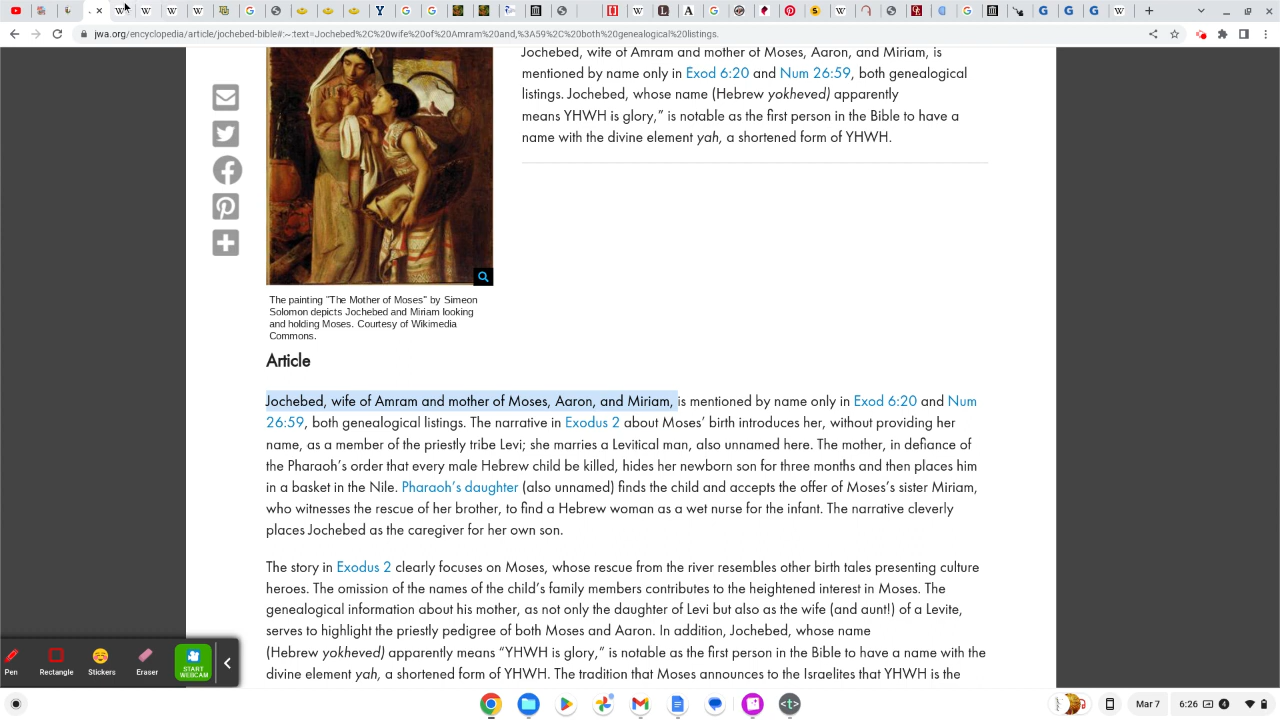 jwa.org/encyclopedia/article/jochebed-bible#:~:text=Jochebed%2C%20wife%20of%20Amram%20and,%3A59%2C%20both%20genealogical%20listings.
Jochebed, wife of Amram and mother of Moses, Aaron, and Miriam, is
mentioned by name only in Exod 6:20 and Num 26:59, both genealogical
listings. Jochebed, whose name (Hebrew yokheved) apparently
means YHWH is glory,” is notable as the first person in the Bible to have a
name with the divine element yah, a shortened form of YHWH.
The painting "The Mother of Moses" by Simeon
Solomon depicts Jochebed and Miriam looking
and holding Moses. Courtesy of Wikimedia
Commons.
Article
Jochebed, wife of Amram and mother of Moses, Aaron, and Miriam, is mentioned by name only in Exod 6:20 and Num
26:59, both genealogical listings. The narrative in Exodus 2 about Moses’ birth introduces her, without providing her
name, as a member of the priestly tribe Levi; she marries a Levitical man, also unnamed here. The mother, in defiance of
the Pharaoh’s order that every male Hebrew child be killed, hides her newborn son for three months and then places him
in a basket in the Nile. Pharaoh’s daughter (also unnamed) finds the child and accepts the offer of Moses’s sister Miriam,
who witnesses the rescue of her brother, to find a Hebrew woman as a wet nurse for the infant. The narrative cleverly
places Jochebed as the caregiver for her own son.
The story in Exodus 2 clearly focuses on Moses, whose rescue from the river resembles other birth tales presenting culture
heroes. The omission of the names of the child’s family members contributes to the heightened interest in Moses. The
genealogical information about his mother, as not only the daughter of Levi but also as the wife (and aunt!) of a Levite,
serves to highlight the priestly pedigree of both Moses and Aaron. In addition, Jochebed, whose name
(Hebrew yokheved) apparently means “YHWH is glory,” is notable as the first person in the Bible to have a name with the
divine element yah, a shortened form of YHWH. The tradition that Moses announces to the Israelites that YHWH is the
Pen Rectangle Stickers Eraser START WEBCAM
Mar 7 6:26 4